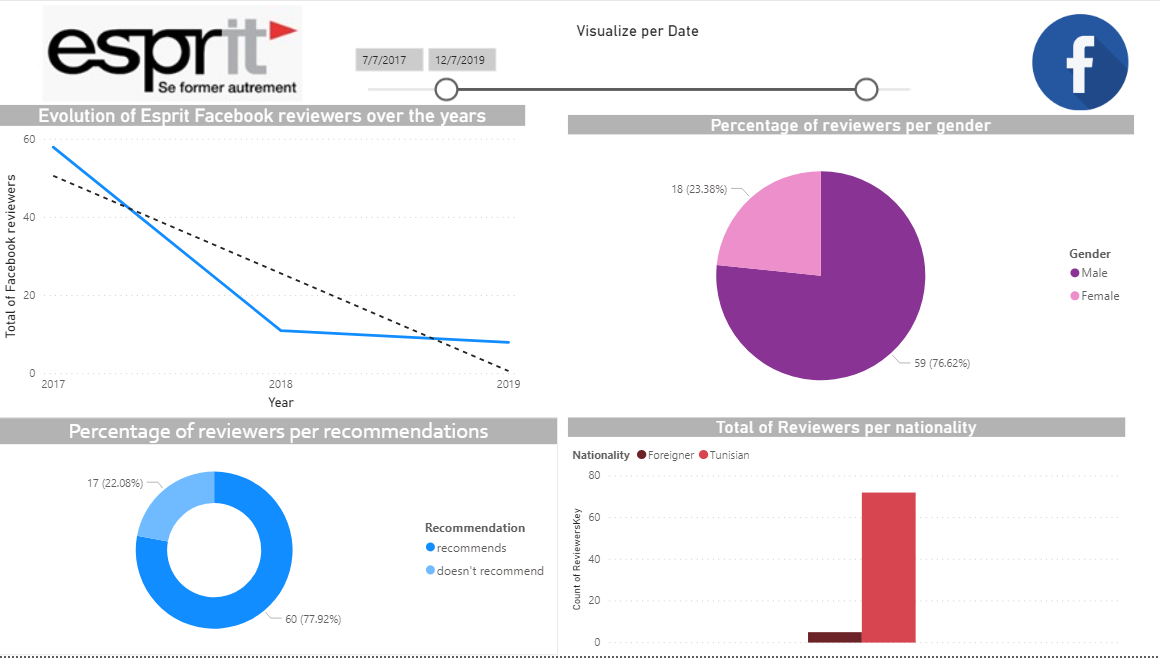 esprit
Se former autrement
Visualize per Date
7/7/2017
12/7/2019
f
Evolution of Esprit Facebook reviewers over the years
Total of Facebook reviewers
60
40
20
0
2017
2018
2019
Year
Percentage of reviewers per gender
18 (23.38%)
59 (76.62%)
Gender
Male
Female
Percentage of reviewers per recommendations
17 (22.08%)
60 (77.92%)
Recommendation
recommends
doesn't recommend
Total of Reviewers per nationality
Nationality Foreigner Tunisian
Count of ReviewersKey
80
60
40
20
0